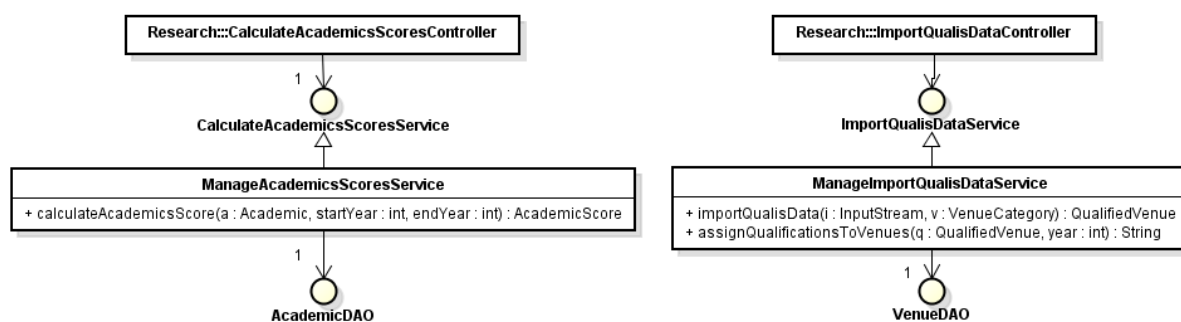 Research:::CalculateAcademicsScoresController
1
CalculateAcademicsScoresService
ManageAcademicsScoresService
+ calculateAcademicsScore(a : Academic, startYear : int, endYear : int) : AcademicScore
1
AcademicDAO
Research:::ImportQualisDataController
1
ImportQualisDataService
ManageImportQualisDataService
+ importQualisData(i : InputStream, v : VenueCategory) : QualifiedVenue
+ assignQualificationsToVenues(q : QualifiedVenue, year : int) : String
1
VenueDAO